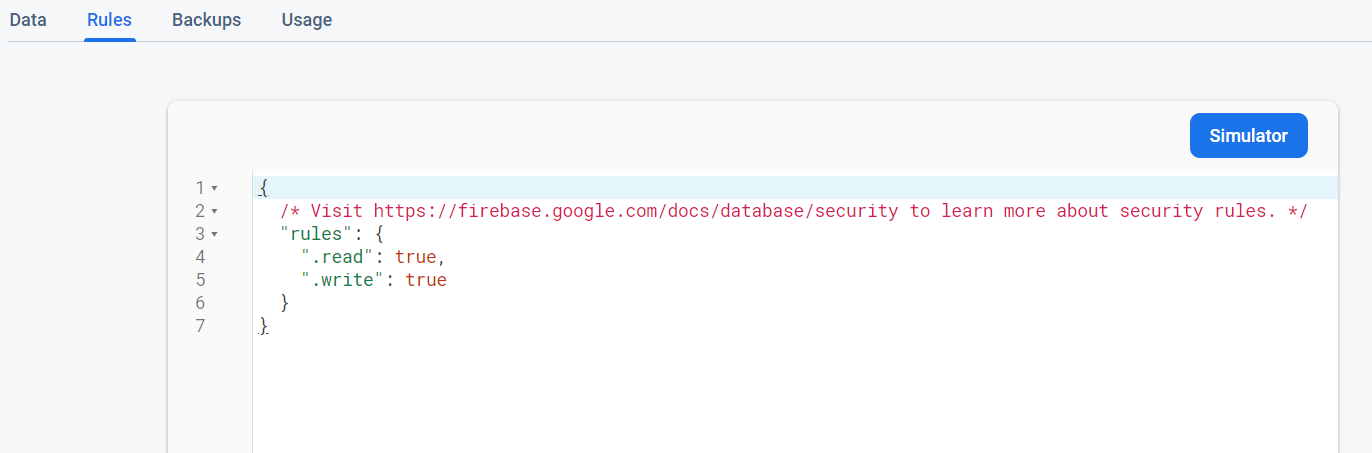 Data Rules Backups Usage
Simulator
1 {
2 /* Visit https://firebase.google.com/docs/database/security to learn more about security rules. */
3 "rules": {
4 ".read": true,
5 ".write": true
6 }
7 }